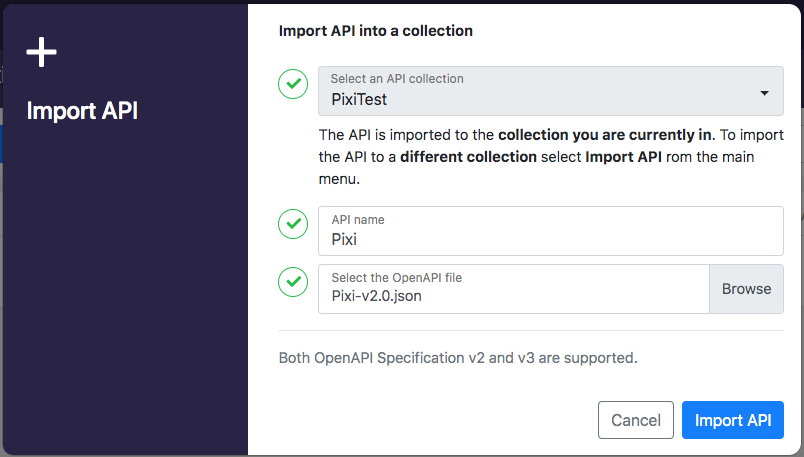 Import API into a collection
Import API
Select an API collection
PixiTest
The API is imported to the collection you are currently in. To import
the API to a different collection select Import API rom the main
menu.
API name
Pixi
Select the OpenAPI file
Pixi-v2.0.json
Browse
Both OpenAPI Specification v2 and v3 are supported.
Cancel
Import API